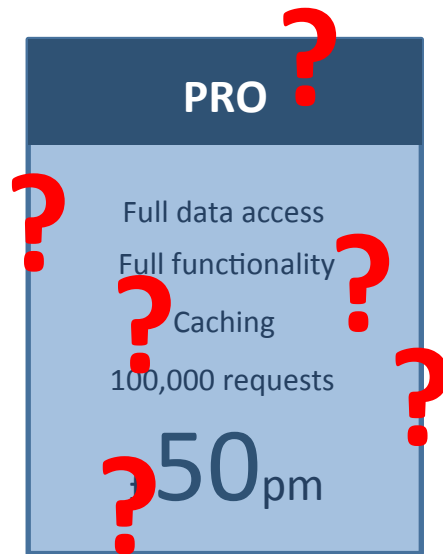 PRO ?
? Full data access
Full functionality ?
? Caching
100,000 requests ?
? 50pm